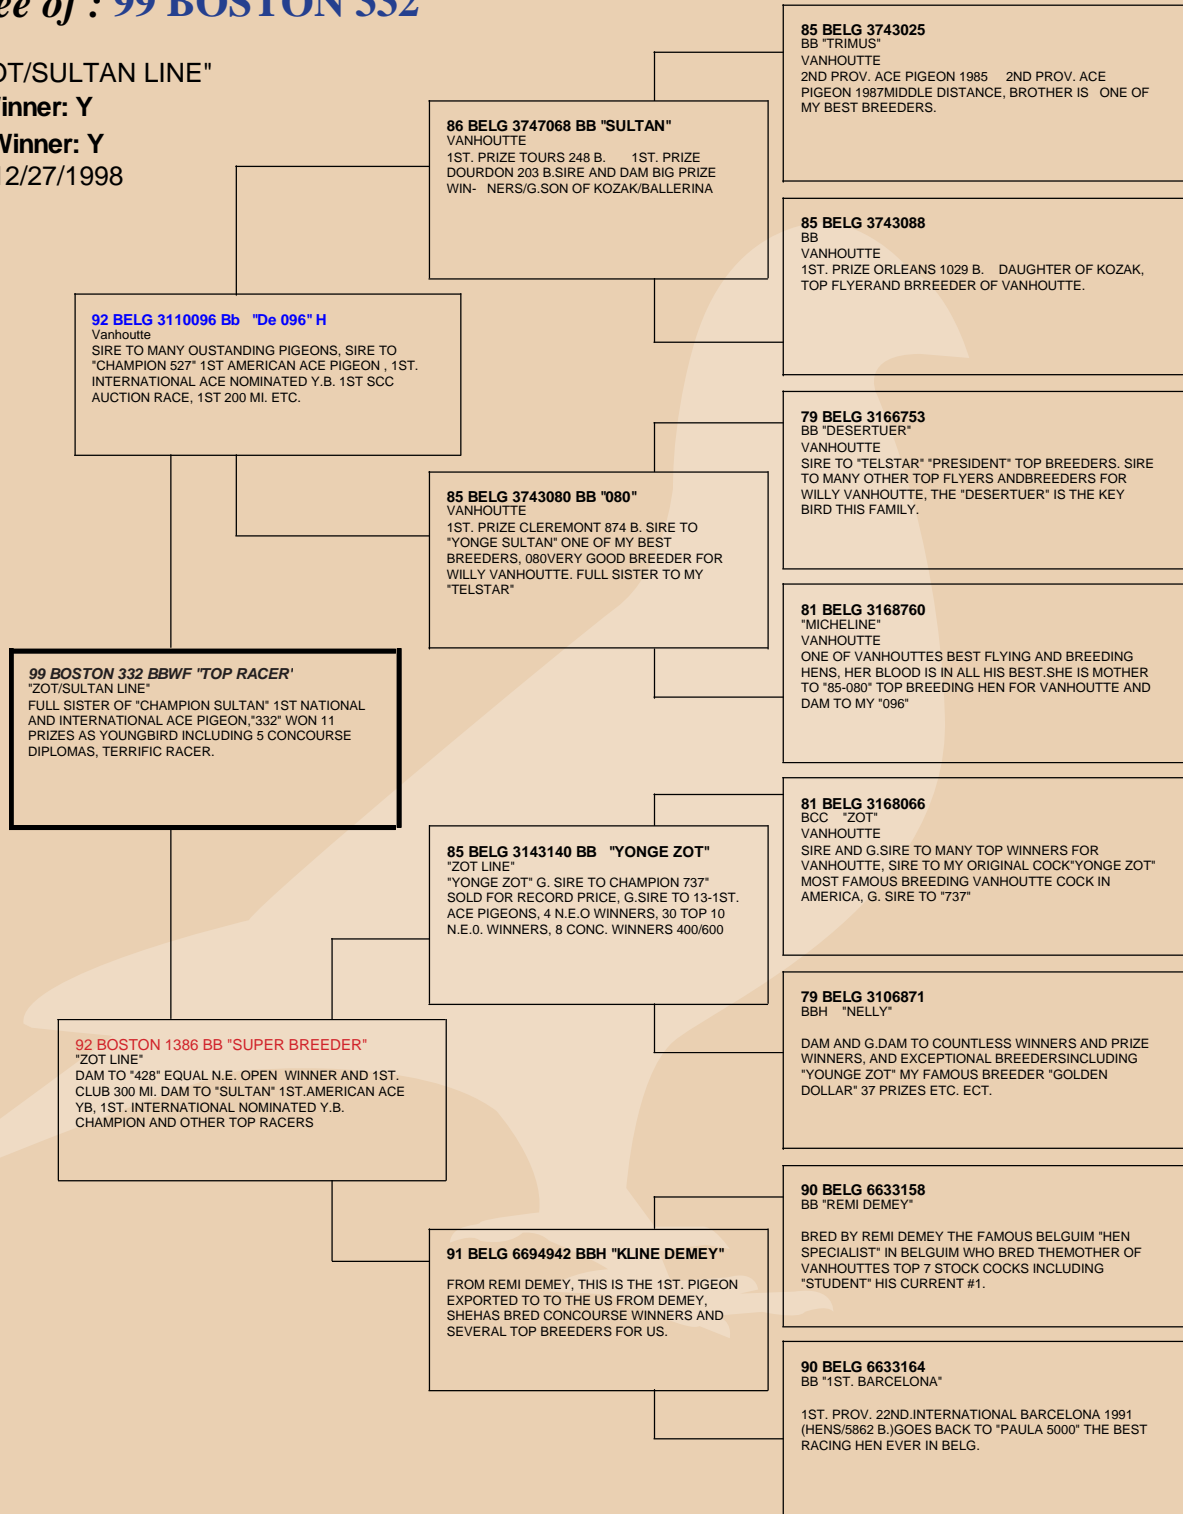 of : 99 BOSTON 332
OT/SULTAN LINE"
inner: Y
Winner: Y
12/27/1998
92 BELG 3110096 Bb "De 096" H
Vanhoutte
SIRE TO MANY OUSTANDING PIGEONS, SIRE TO
"CHAMPION 527" 1ST AMERICAN ACE PIGEON , 1ST.
INTERNATIONAL ACE NOMINATED Y.B. 1ST SCC
AUCTION RACE, 1ST 200 MI. ETC.
99 BOSTON 332 BBWF "TOP RACER'
"ZOT/SULTAN LINE"
FULL SISTER OF "CHAMPION SULTAN" 1ST NATIONAL
AND INTERNATIONAL ACE PIGEON,"332" WON 11
PRIZES AS YOUNGBIRD INCLUDING 5 CONCOURSE
DIPLOMAS, TERRIFIC RACER.
92 BOSTON 1386 BB "SUPER BREEDER"
"ZOT LINE"
DAM TO "428" EQUAL N.E. OPEN WINNER AND 1ST.
CLUB 300 MI. DAM TO "SULTAN" 1ST.AMERICAN ACE
YB, 1ST. INTERNATIONAL NOMINATED Y.B.
CHAMPION AND OTHER TOP RACERS
86 BELG 3747068 BB "SULTAN"
VANHOUTTE
1ST. PRIZE TOURS 248 B. 1ST. PRIZE
DOURDON 203 B.SIRE AND DAM BIG PRIZE
WIN- NERS/G.SON OF KOZAK/BALLERINA
85 BELG 3743080 BB "080"
VANHOUTTE
1ST. PRIZE CLEREMONT 874 B. SIRE TO
"YONGE SULTAN" ONE OF MY BEST
BREEDERS, 080VERY GOOD BREEDER FOR
WILLY VANHOUTTE. FULL SISTER TO MY
"TELSTAR"
85 BELG 3143140 BB "YONGE ZOT"
"ZOT LINE"
"YONGE ZOT" G. SIRE TO CHAMPION 737"
SOLD FOR RECORD PRICE, G.SIRE TO 13-1ST.
ACE PIGEONS, 4 N.E.O WINNERS, 30 TOP 10
N.E.0. WINNERS, 8 CONC. WINNERS 400/600
91 BELG 6694942 BBH "KLINE DEMEY"
FROM REMI DEMEY, THIS IS THE 1ST. PIGEON
EXPORTED TO TO THE US FROM DEMEY,
SHEHAS BRED CONCOURSE WINNERS AND
SEVERAL TOP BREEDERS FOR US.
85 BELG 3743025
BB "TRIMUS"
VANHOUTTE
2ND PROV. ACE PIGEON 1985 2ND PROV. ACE
PIGEON 1987MIDDLE DISTANCE, BROTHER IS ONE OF
MY BEST BREEDERS.
85 BELG 3743088
BB
VANHOUTTE
1ST. PRIZE ORLEANS 1029 B. DAUGHTER OF KOZAK,
TOP FLYERAND BRREEDER OF VANHOUTTE.
79 BELG 3166753
BB "DESERTUER"
VANHOUTTE
SIRE TO "TELSTAR" "PRESIDENT" TOP BREEDERS. SIRE
TO MANY OTHER TOP FLYERS ANDBREEDERS FOR
WILLY VANHOUTTE, THE "DESERTUER" IS THE KEY
BIRD THIS FAMILY.
81 BELG 3168760
"MICHELINE"
VANHOUTTE
ONE OF VANHOUTTES BEST FLYING AND BREEDING
HENS, HER BLOOD IS IN ALL HIS BEST.SHE IS MOTHER
TO "85-080" TOP BREEDING HEN FOR VANHOUTTE AND
DAM TO MY "096"
81 BELG 3168066
BCC "ZOT"
VANHOUTTE
SIRE AND G.SIRE TO MANY TOP WINNERS FOR
VANHOUTTE, SIRE TO MY ORIGINAL COCK"YONGE ZOT"
MOST FAMOUS BREEDING VANHOUTTE COCK IN
AMERICA, G. SIRE TO "737"
79 BELG 3106871
BBH "NELLY"
DAM AND G.DAM TO COUNTLESS WINNERS AND PRIZE
WINNERS, AND EXCEPTIONAL BREEDERSINCLUDING
"YOUNGE ZOT" MY FAMOUS BREEDER "GOLDEN
DOLLAR" 37 PRIZES ETC. ECT.
90 BELG 6633158
BB "REMI DEMEY"
BRED BY REMI DEMEY THE FAMOUS BELGUIM "HEN
SPECIALIST" IN BELGUIM WHO BRED THEMOTHER OF
VANHOUTTES TOP 7 STOCK COCKS INCLUDING
"STUDENT" HIS CURRENT #1.
90 BELG 6633164
BB "1ST. BARCELONA"
1ST. PROV. 22ND.INTERNATIONAL BARCELONA 1991
(HENS/5862 B.)GOES BACK TO "PAULA 5000" THE BEST
RACING HEN EVER IN BELG.